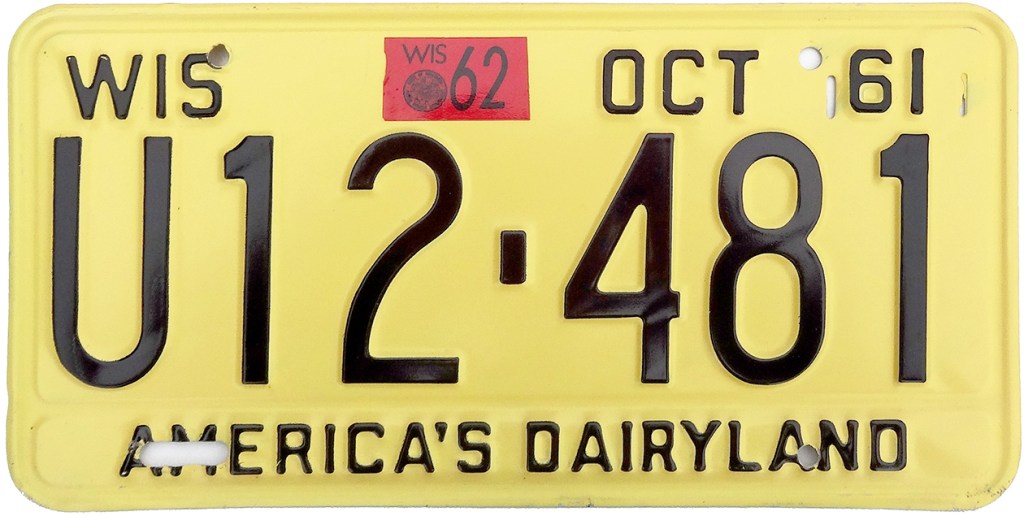 WIS WIS 62 OCT 61
U12-481
AMERICA'S DAIRYLAND